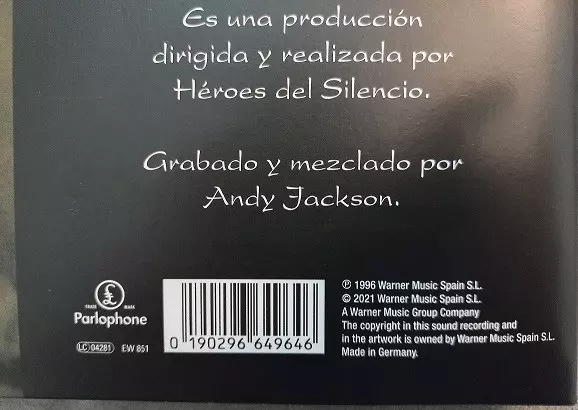 Es una producción
dirigida y realizada por
Héroes del Silencio.
Grabado y mezclado por
Andy Jackson.
TRADE MARK
Parlophone
LC 04281 EW 851
0 190296 649646
℗ 1996 Warner Music Spain S.L.
© 2021 Warner Music Spain S.L.
A Warner Music Group Company
The copyright in this sound recording and
in the artwork is owned by Warner Music Spain S.L.
Made in Germany.